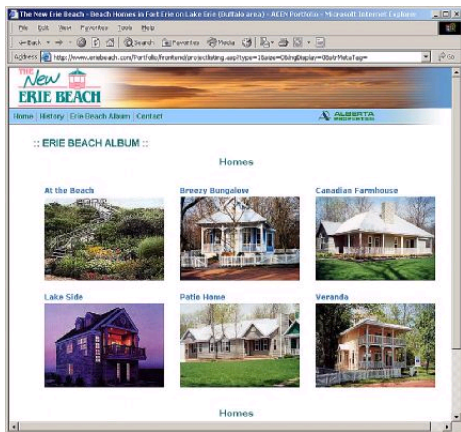 The New Erie Beach - Beach Homes in Fort Erie on Lake Erie (Buffalo area) - ACEN Portfolio - Microsoft Internet Explorer
File Edit View Favorites Tools Help
Back Search Favorites Media
Address Go
THE New
ERIE BEACH
Home | History | Erie Beach Album | Contact
ALBERTA
PROPERTIES
:: ERIE BEACH ALBUM ::
Homes
At the Beach Breezy Bungalow Canadian Farmhouse
Lake Side Patio Home Veranda
Homes